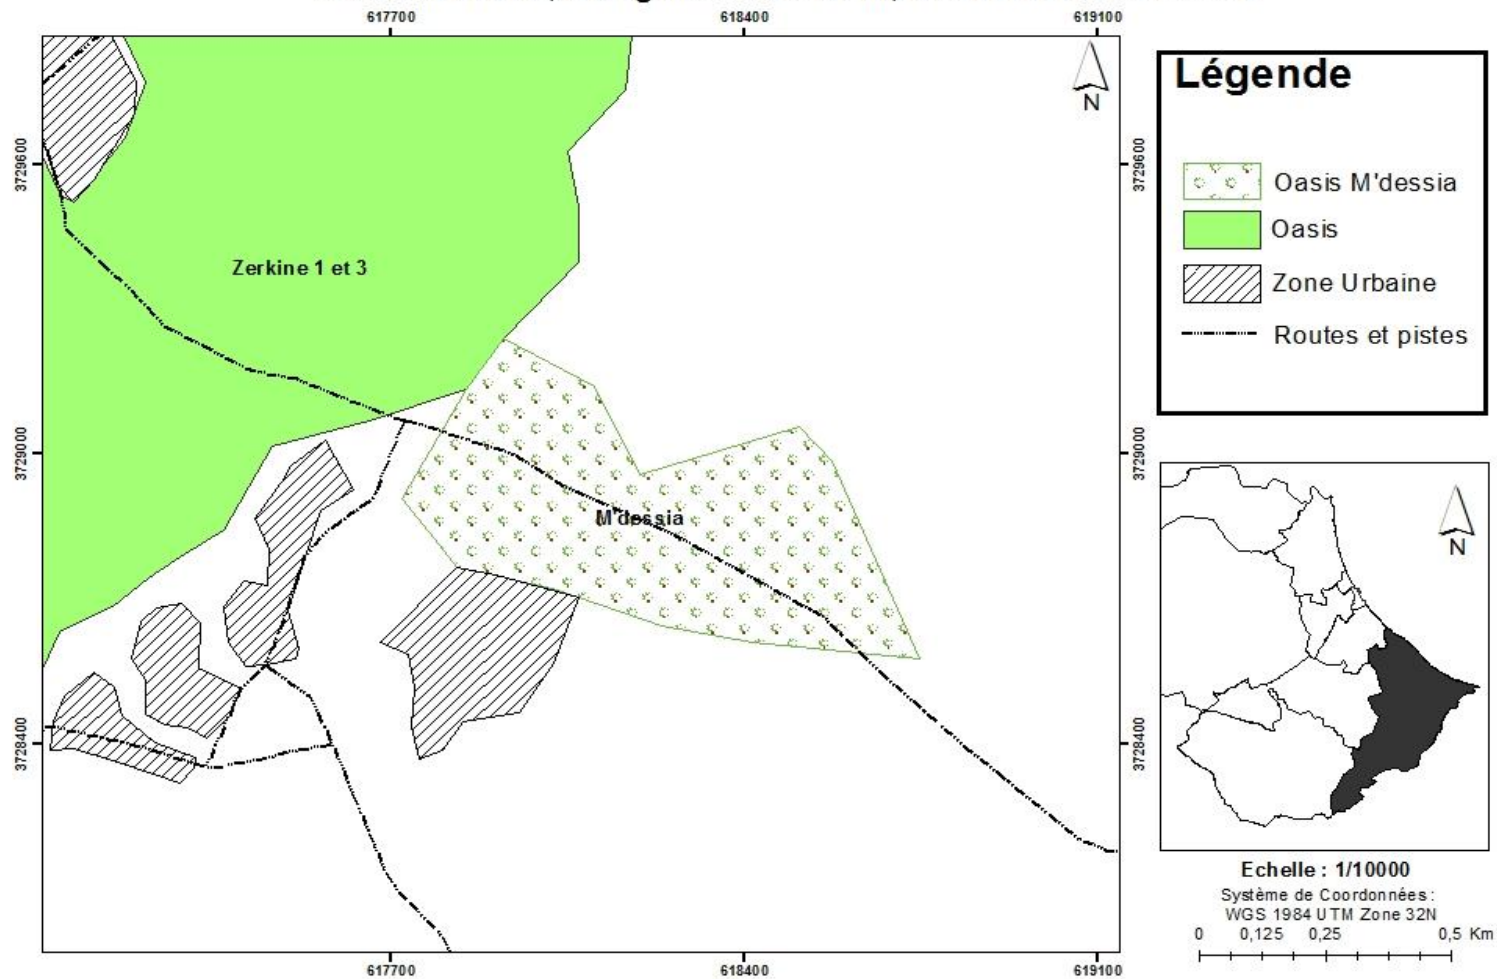 617700
618400
619100
N
Légende
3729600
3729600
Oasis M'dessia
Oasis
Zerkine 1 et 3
Zone Urbaine
Routes et pistes
3729000
3729000
M'dessia
N
3728400
3728400
Echelle : 1/10000
Système de Coordonnées :
WGS 1984 UTM Zone 32N
0 0,125 0,25 0,5 Km
617700
618400
619100